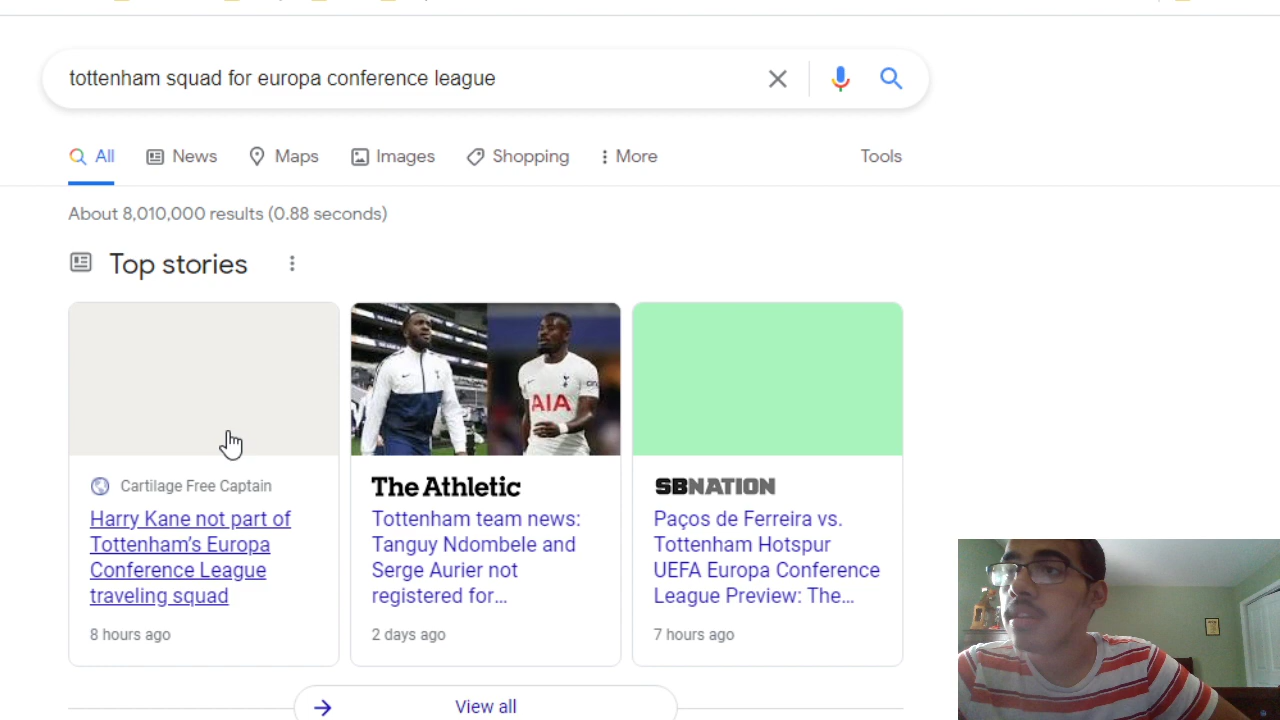 tottenham squad for europa conference league
All
News
Maps
Images
Shopping
More
Tools
About 8,010,000 results (0.88 seconds)
Top stories
Cartilage Free Captain
Harry Kane not part of
Tottenham's Europa
Conference League
traveling squad
8 hours ago
AIA
The Athletic
Tottenham team news:
Tanguy Ndombele and
Serge Aurier not
registered for...
2 days ago
SBNATION
Paços de Ferreira vs.
Tottenham Hotspur
UEFA Europa Conference
League Preview: The...
7 hours ago
View all